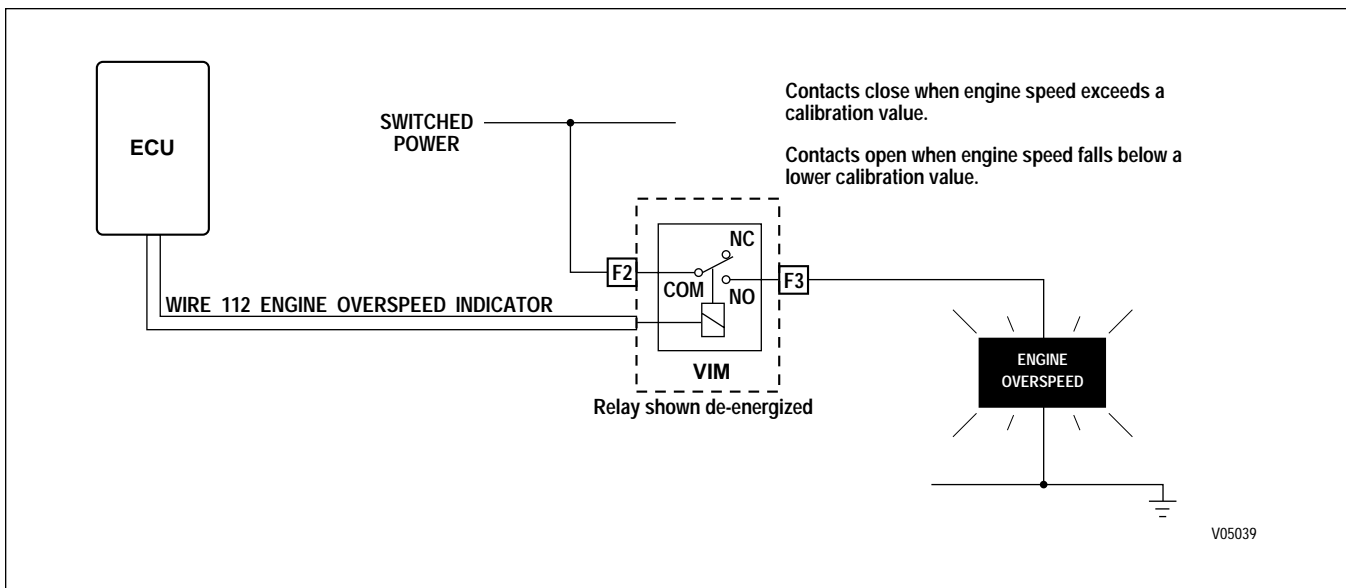 ECU
SWITCHED
POWER
Contacts close when engine speed exceeds a
calibration value.
Contacts open when engine speed falls below a
lower calibration value.
NC
F2
COM
NO
F3
WIRE 112 ENGINE OVERSPEED INDICATOR
VIM
Relay shown de-energized
ENGINE
OVERSPEED
V05039